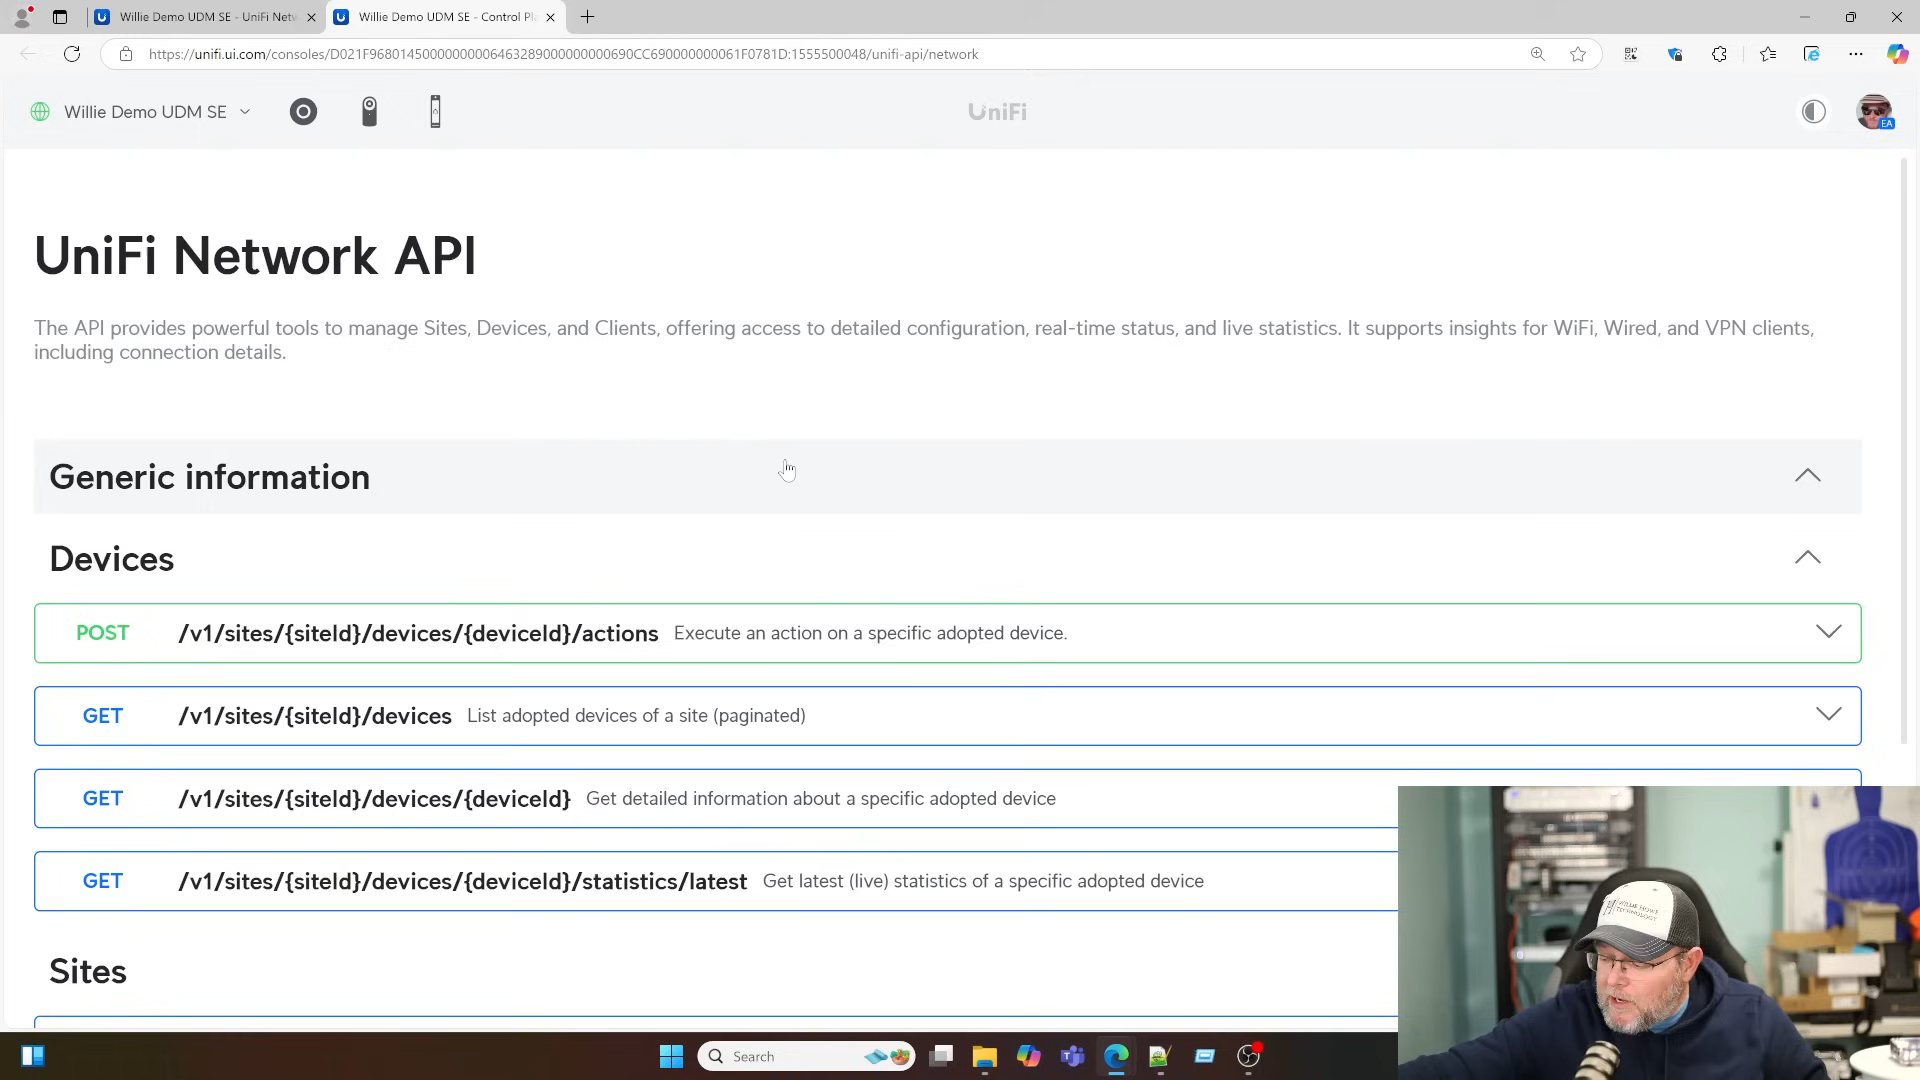 Willie Demo UDM SE - UniFi Netw
Willie Demo UDM SE - Control Pl
https://unifi.ui.com/consoles/D021F9680145000000006463289000000000690CC690000000061F0781D:1555500048/unifi-api/network
Willie Demo UDM SE
UniFi
EA
UniFi Network API
The API provides powerful tools to manage Sites, Devices, and Clients, offering access to detailed configuration, real-time status, and live statistics. It supports insights for WiFi, Wired, and VPN clients,
including connection details.
Generic information
Devices
POST /v1/sites/{siteId}/devices/{deviceId}/actions Execute an action on a specific adopted device.
GET /v1/sites/{siteId}/devices List adopted devices of a site (paginated)
GET /v1/sites/{siteId}/devices/{deviceId} Get detailed information about a specific adopted device
GET /v1/sites/{siteId}/devices/{deviceId}/statistics/latest Get latest (live) statistics of a specific adopted device
Sites
WILLIE HOWE
TECHNOLOGY
Search